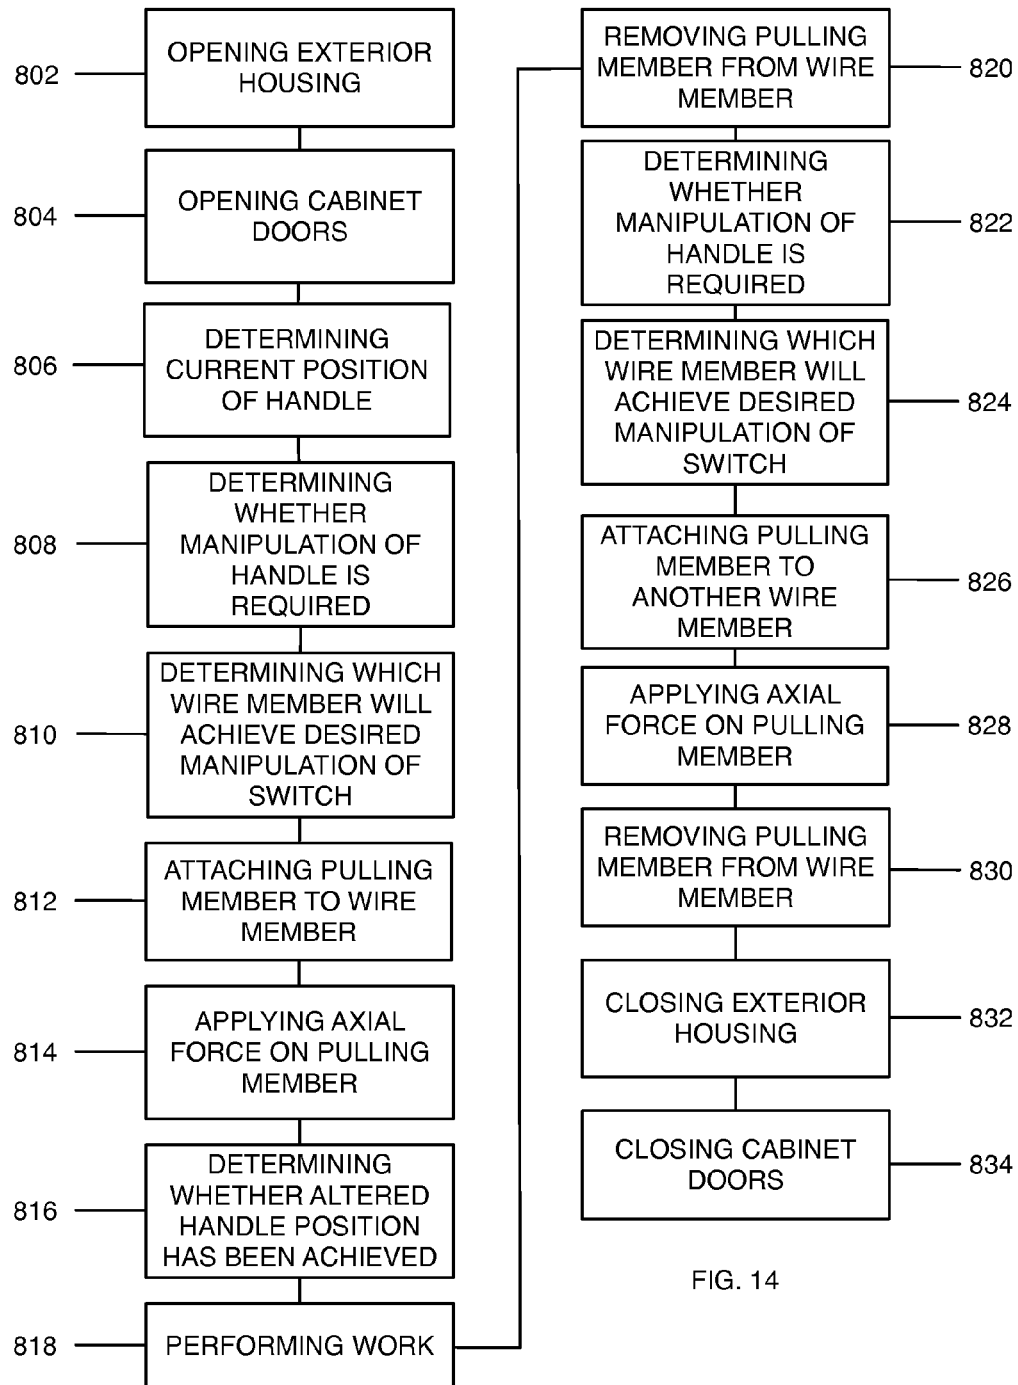 802
OPENING EXTERIOR
HOUSING
804
OPENING CABINET
DOORS
806
DETERMINING
CURRENT POSITION
OF HANDLE
808
DETERMINING
WHETHER
MANIPULATION OF
HANDLE IS
REQUIRED
810
DETERMINING WHICH
WIRE MEMBER WILL
ACHIEVE DESIRED
MANIPULATION OF
SWITCH
812
ATTACHING PULLING
MEMBER TO WIRE
MEMBER
814
APPLYING AXIAL
FORCE ON PULLING
MEMBER
816
DETERMINING
WHETHER ALTERED
HANDLE POSITION
HAS BEEN ACHIEVED
818
PERFORMING WORK
REMOVING PULLING
MEMBER FROM WIRE
MEMBER
820
DETERMINING
WHETHER
MANIPULATION OF
HANDLE IS
REQUIRED
822
DETERMINING WHICH
WIRE MEMBER WILL
ACHIEVE DESIRED
MANIPULATION OF
SWITCH
824
ATTACHING PULLING
MEMBER TO
ANOTHER WIRE
MEMBER
826
APPLYING AXIAL
FORCE ON PULLING
MEMBER
828
REMOVING PULLING
MEMBER FROM WIRE
MEMBER
830
CLOSING EXTERIOR
HOUSING
832
CLOSING CABINET
DOORS
834
FIG. 14